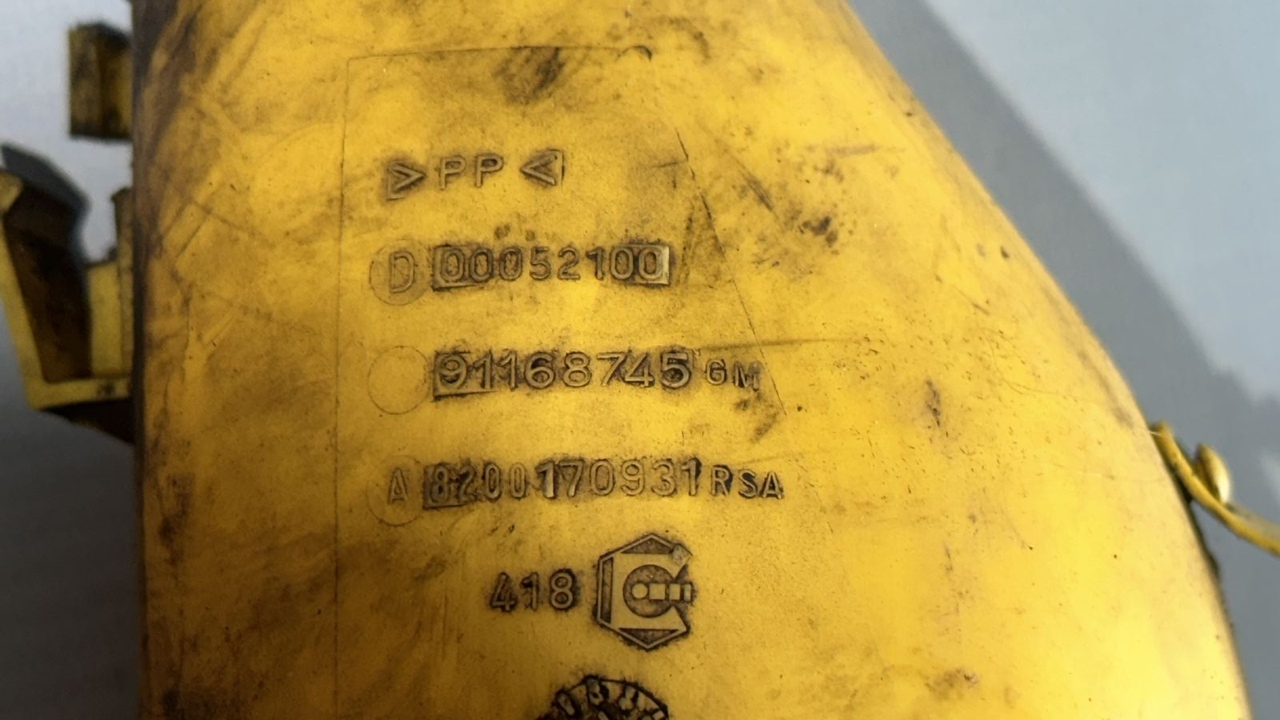 >PP<
D 00052100
91168745 GM
A 8200170931 RSA
418